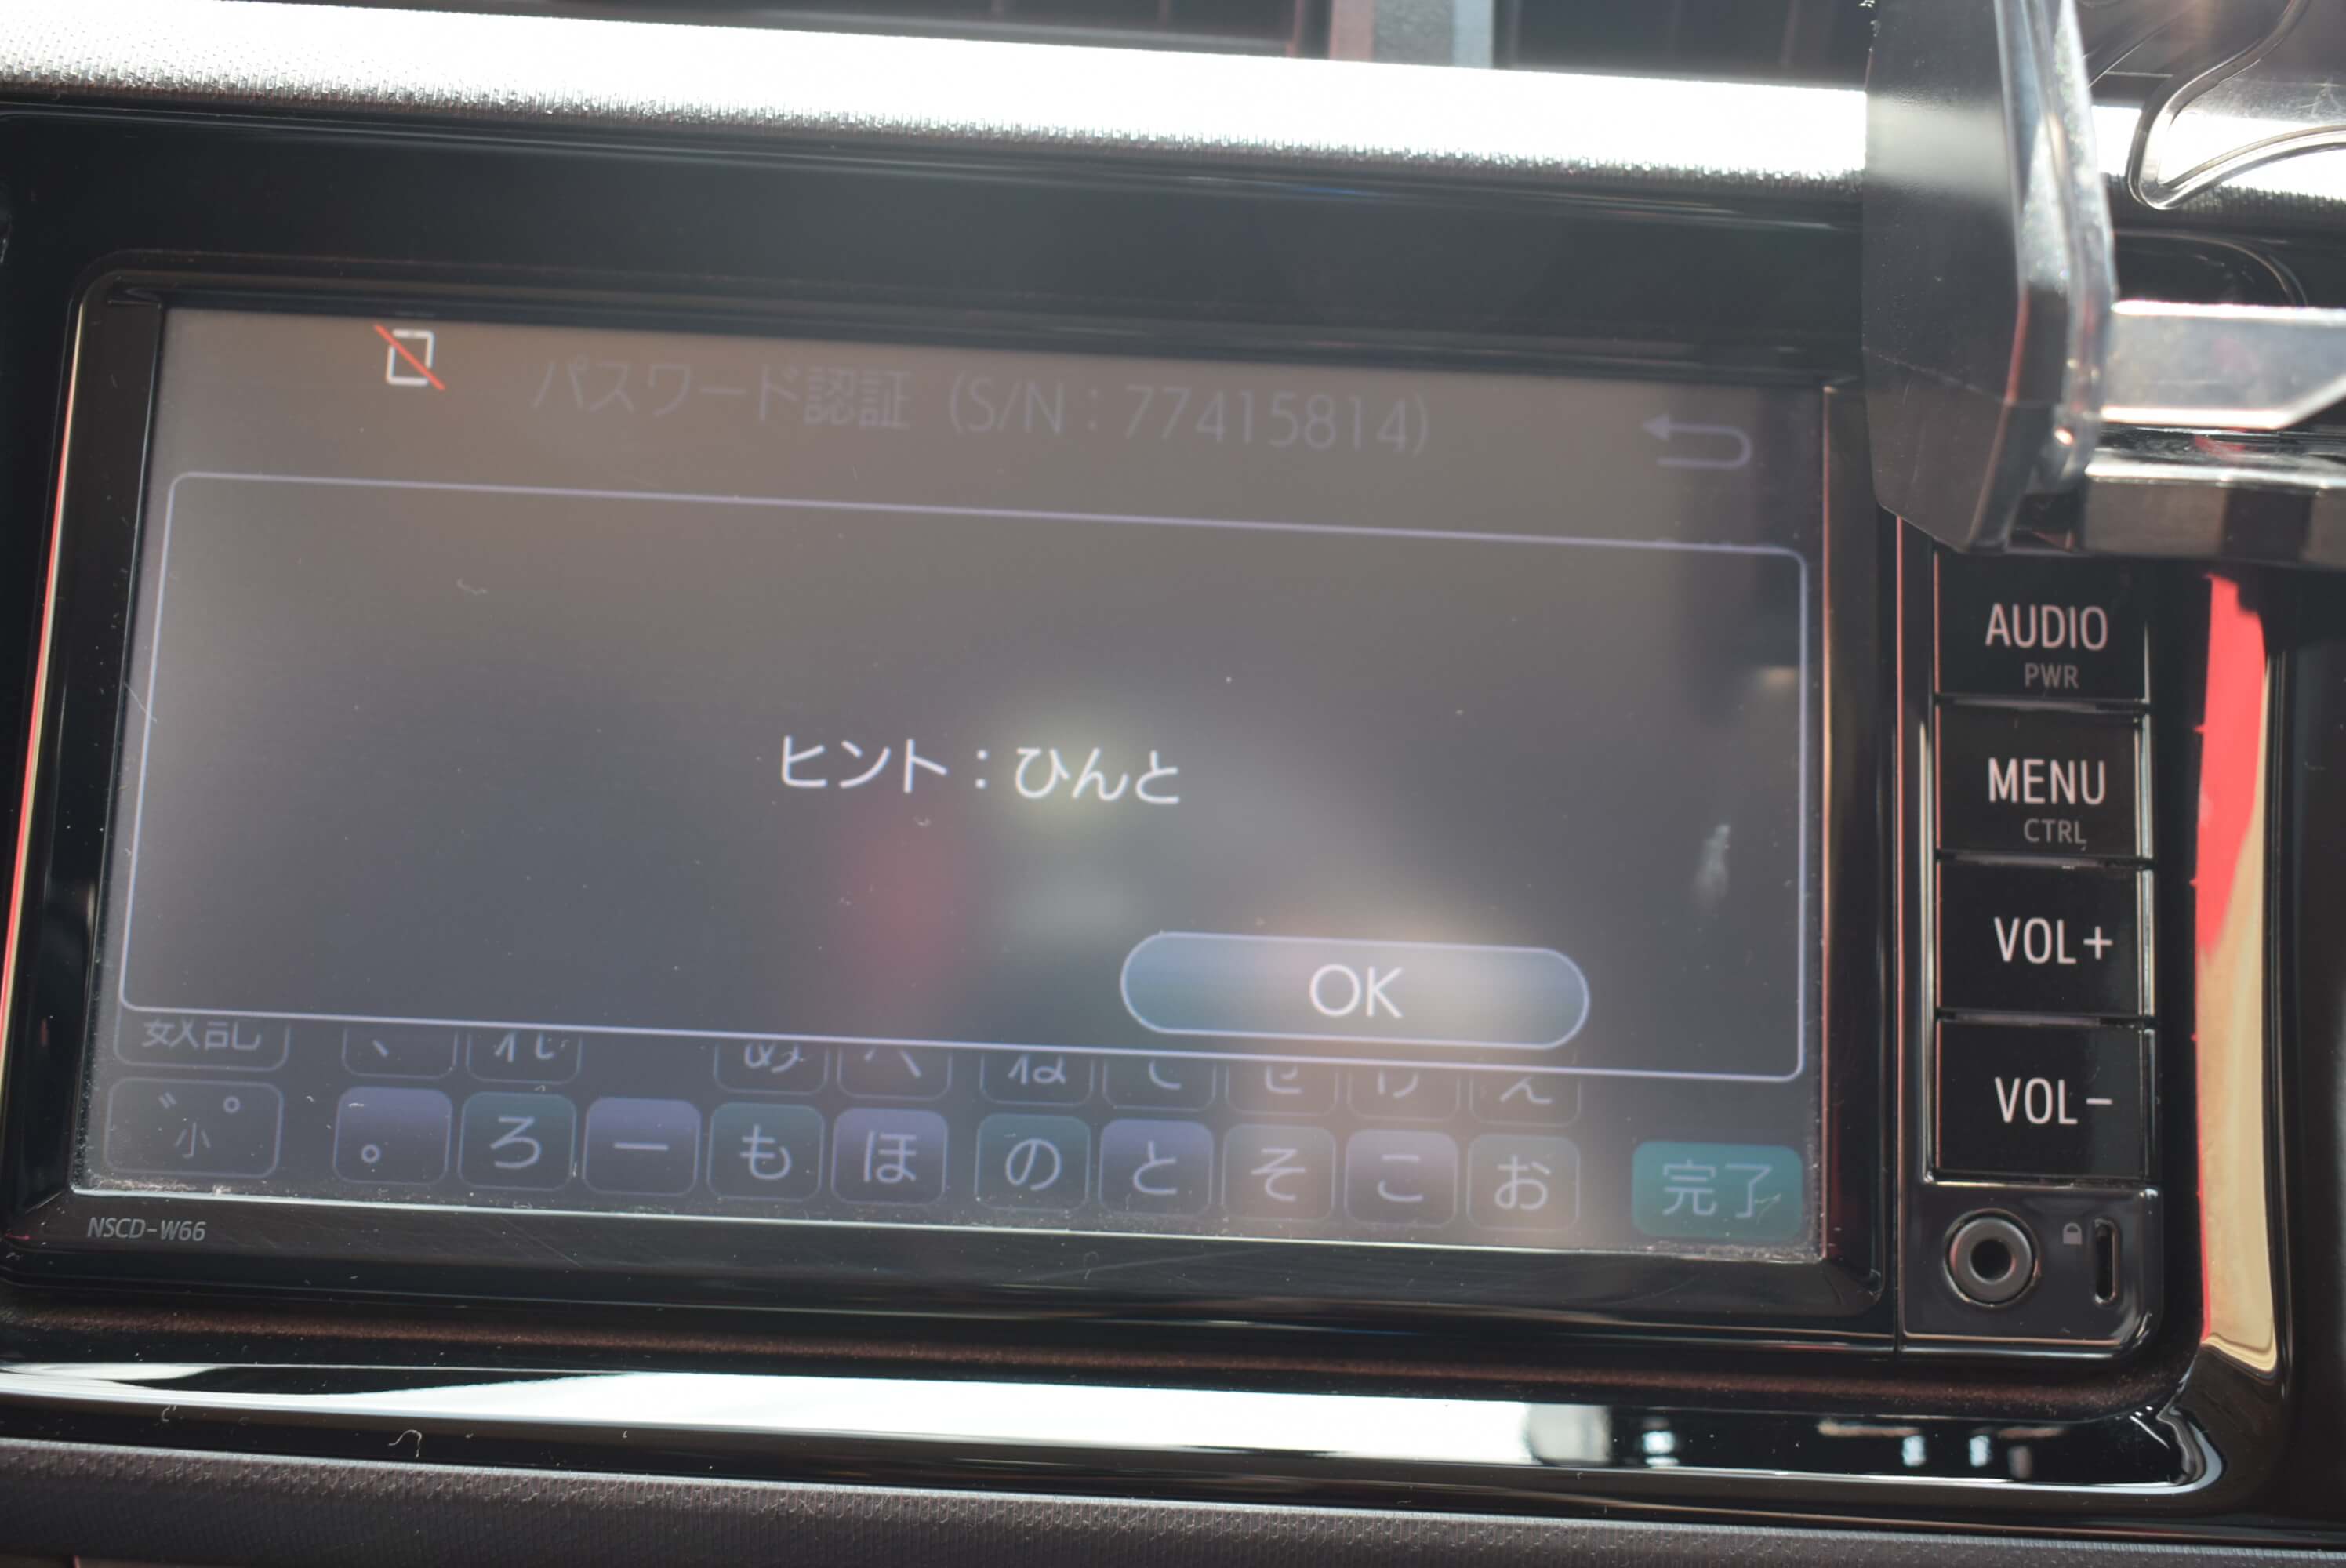 パスワード認証 (S/N：77415814)
ヒント：ひんと
OK
。 ろ ー も ほ の と そ こ お
゛゜小
完了
NSCD-W66
AUDIO
PWR
MENU
CTRL
VOL+
VOL-